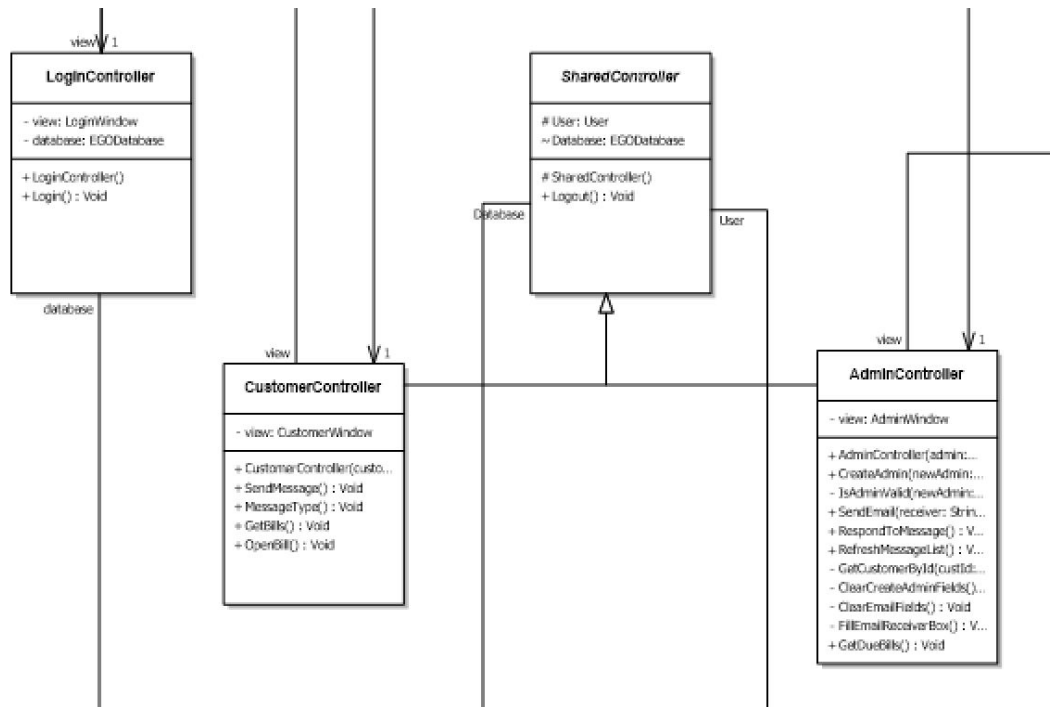 view
1
LogInController
- view: LoginWindow
- database: EGODatabase
+ LoginController()
+ Login() : Void
database
SharedController
# User: User
~ Database: EGODatabase
# SharedController()
+ Logout() : Void
Database
User
view
1
CustomerController
- view: CustomerWindow
+ CustomerController(custo...
+ SendMessage() : Void
+ MessageType() : Void
+ GetBills() : Void
+ OpenBill() : Void
view
1
AdminController
- view: AdminWindow
+ AdminController(admin:...
+ CreateAdmin(newAdmin:...
- IsAdminValid(newAdmin:...
+ SendEmail(receiver: Strin...
+ RespondToMessage() : V...
+ RefreshMessageList() : V...
- GetCustomerById(custId:...
- ClearCreateAdminFields()...
- ClearEmailFields() : Void
- FillEmailReceiverBox() : V...
+ GetDueBills() : Void